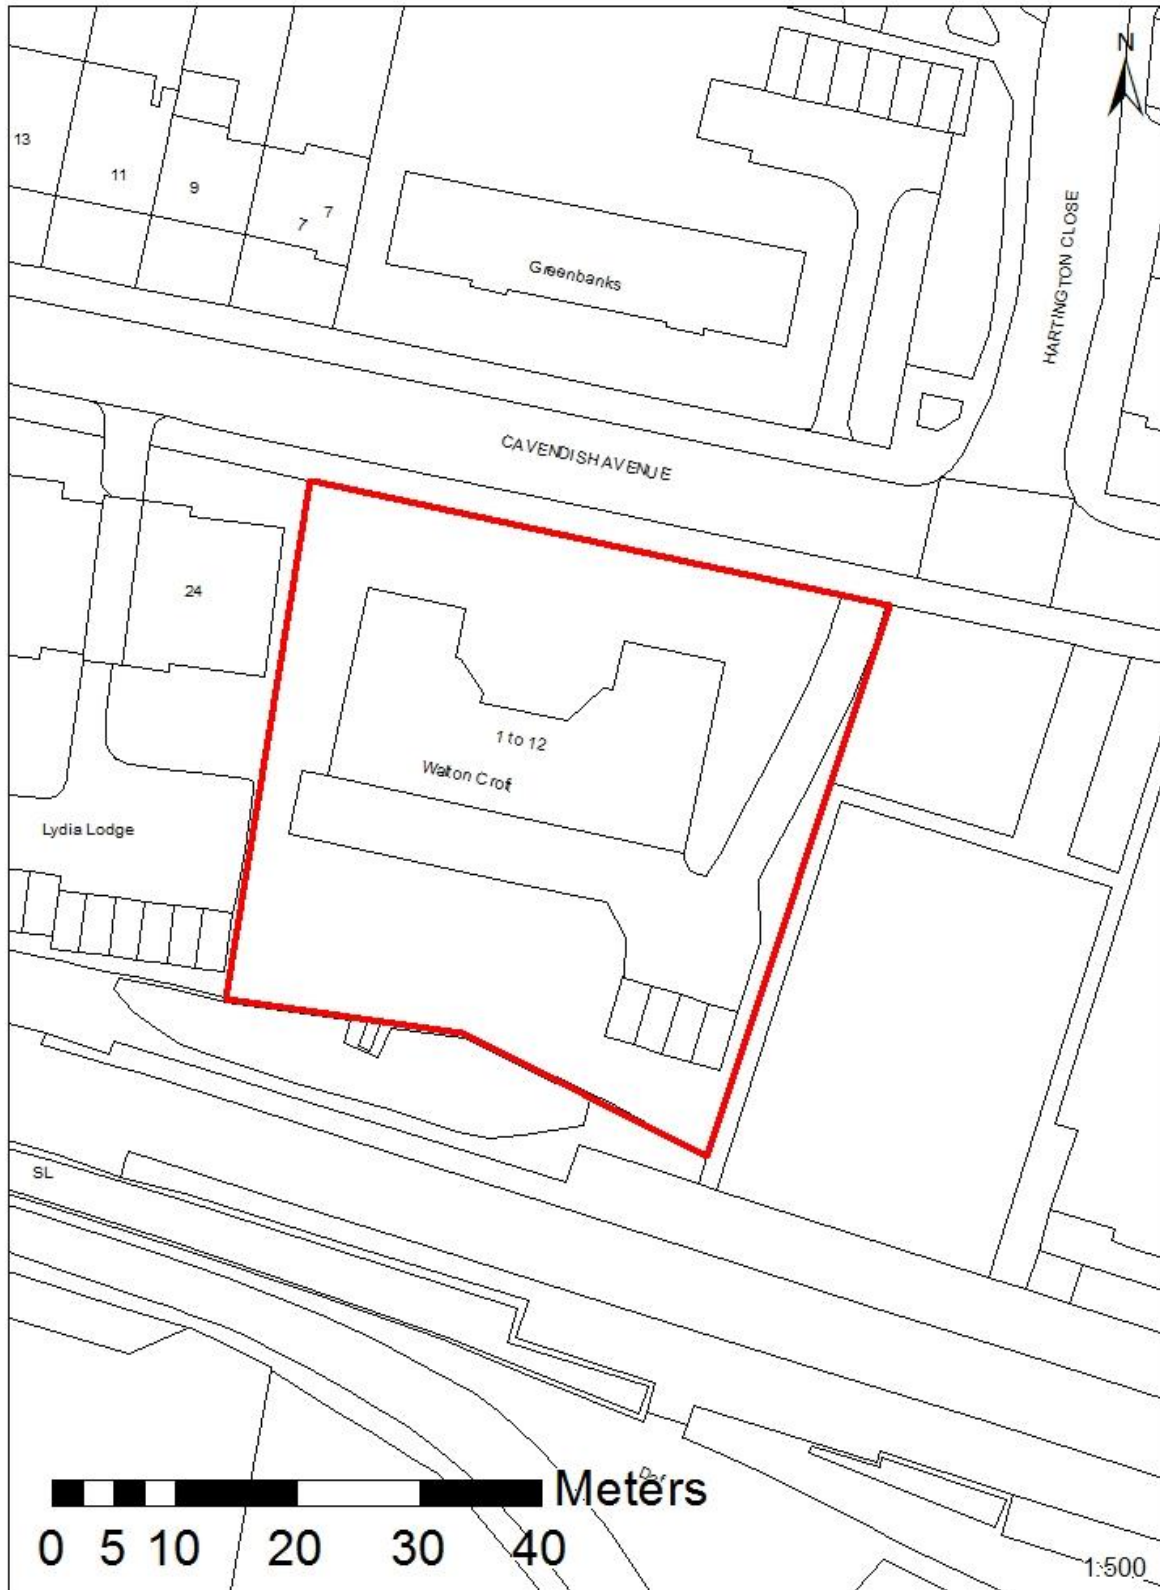 N
13
11
9
7
7
Greenbanks
HARTINGTON CLOSE
CAVENDISH AVENUE
24
1 to 12
Walton Croft
Lydia Lodge
SL
Def
Meters
0 5 10 20 30 40
1:500